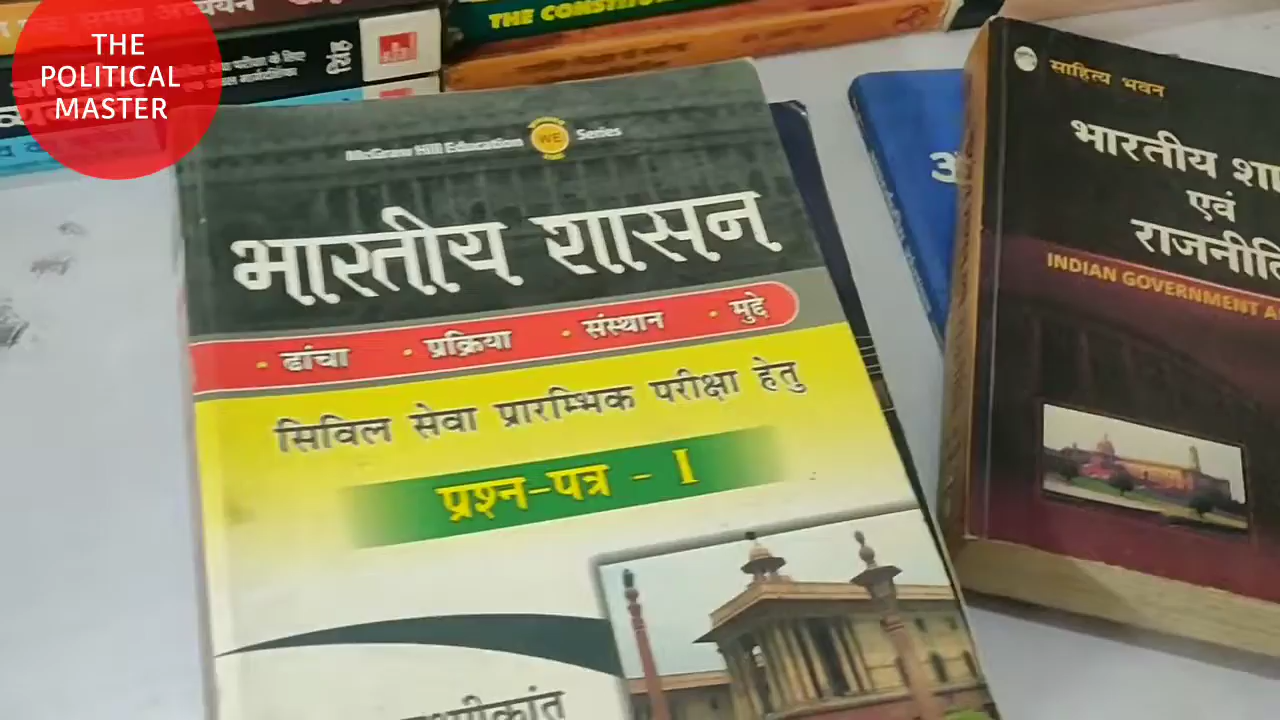 THE
POLITICAL
MASTER
THE CONSTITU
McGraw Hill Education WE Series
भारतीय शासन
• ढांचा • प्रक्रिया • संस्थान • मुद्दे
सिविल सेवा प्रारम्भिक परीक्षा हेतु
प्रश्न-पत्र - I
साहित्य भवन
भारतीय शा
एवं
राजनीति
INDIAN GOVERNMENT A